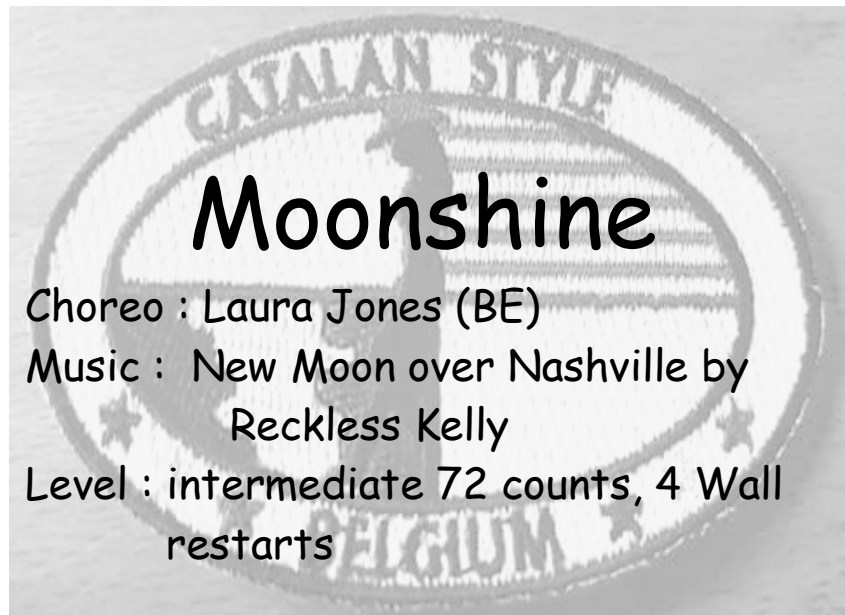 CATALAN STYLE
Moonshine
Choreo : Laura Jones (BE)
Music : New Moon over Nashville by
Reckless Kelly
Level : intermediate 72 counts, 4 Wall
restarts
BELGIUM